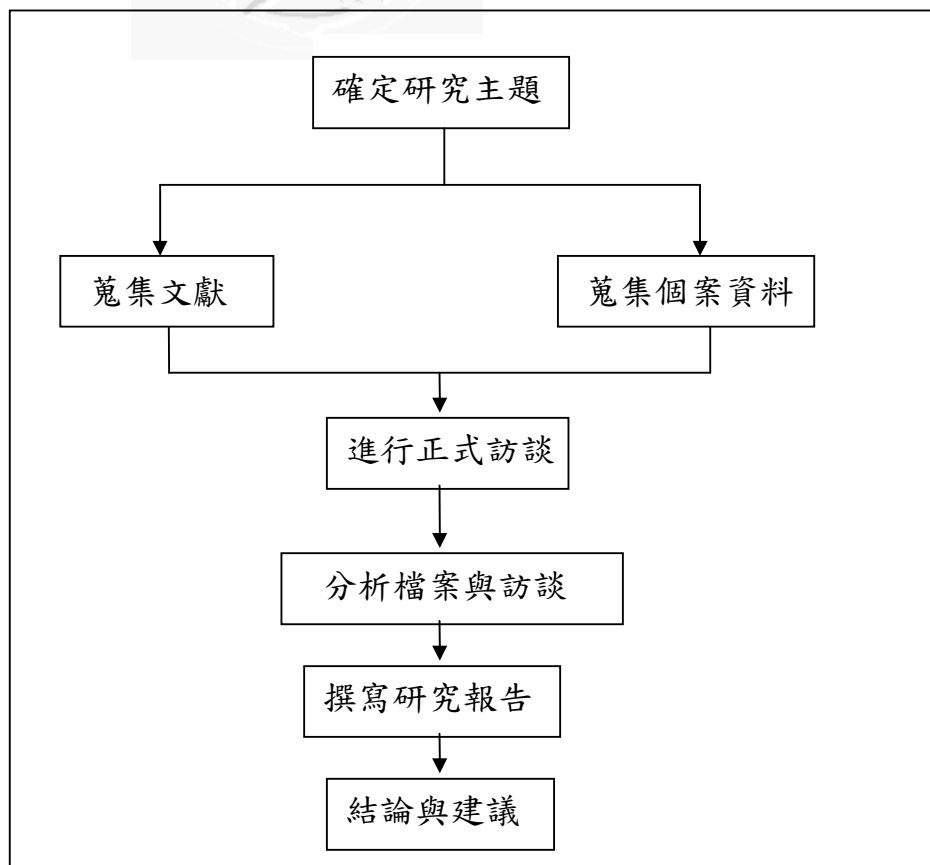 確定研究主題
蒐集文獻
蒐集個案資料
進行正式訪談
分析檔案與訪談
撰寫研究報告
結論與建議